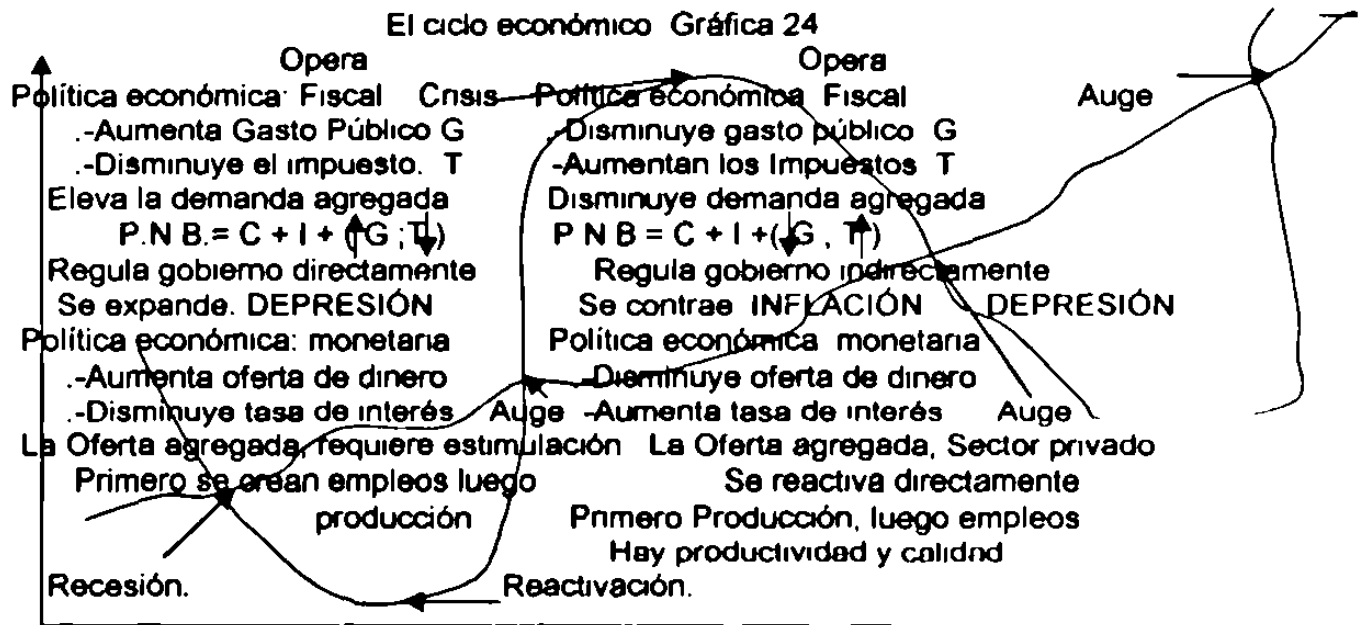 El ciclo económico Gráfica 24
Opera Opera
Política económica: Fiscal Crisis Política económica Fiscal Auge
.-Aumenta Gasto Público G .-Disminuye gasto público G
.-Disminuye el impuesto. T -Aumentan los Impuestos T
Eleva la demanda agregada Disminuye demanda agregada
P.N B.= C + I + ( G ; T ) P N B = C + I +( G , T )
Regula gobierno directamente Regula gobierno indirectamente
Se expande. DEPRESIÓN Se contrae INFLACIÓN DEPRESIÓN
Política económica: monetaria Política económica monetaria
.-Aumenta oferta de dinero -Disminuye oferta de dinero
.-Disminuye tasa de interés Auge -Aumenta tasa de interés Auge
La Oferta agregada, requiere estimulación La Oferta agregada, Sector privado
Primero se crean empleos luego Se reactiva directamente
producción Primero Producción, luego empleos
Hay productividad y calidad
Recesión. Reactivación.